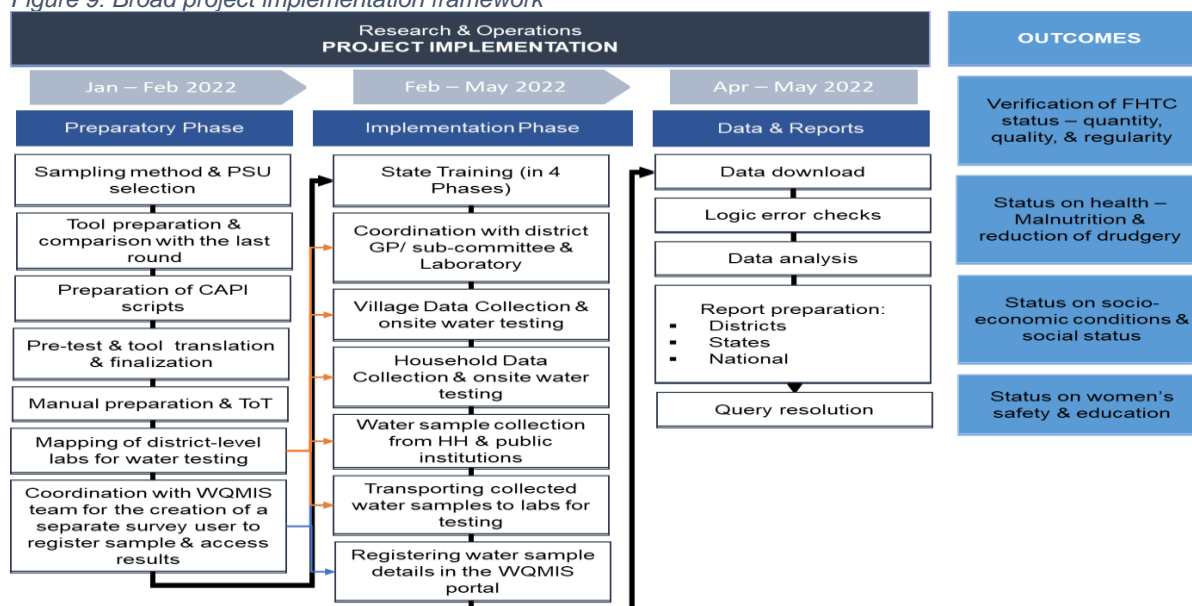 Figure 9: Broad project implementation framework
Research & Operations
PROJECT IMPLEMENTATION
Jan – Feb 2022
Feb – May 2022
Apr – May 2022
Preparatory Phase
Implementation Phase
Data & Reports
Sampling method & PSU
selection
Tool preparation &
comparison with the last
round
Preparation of CAPI
scripts
Pre-test & tool translation
& finalization
Manual preparation & ToT
Mapping of district-level
labs for water testing
Coordination with WQMIS
team for the creation of a
separate survey user to
register sample & access
results
State Training (in 4
Phases)
Coordination with district
GP/ sub-committee &
Laboratory
Village Data Collection &
onsite water testing
Household Data
Collection & onsite water
testing
Water sample collection
from HH & public
institutions
Transporting collected
water samples to labs for
testing
Registering water sample
details in the WQMIS
portal
Data download
Logic error checks
Data analysis
Report preparation:
▪ Districts
▪ States
▪ National
Query resolution
OUTCOMES
Verification of FHTC
status – quantity,
quality, & regularity
Status on health –
Malnutrition &
reduction of drudgery
Status on socio-
economic conditions &
social status
Status on women's
safety & education